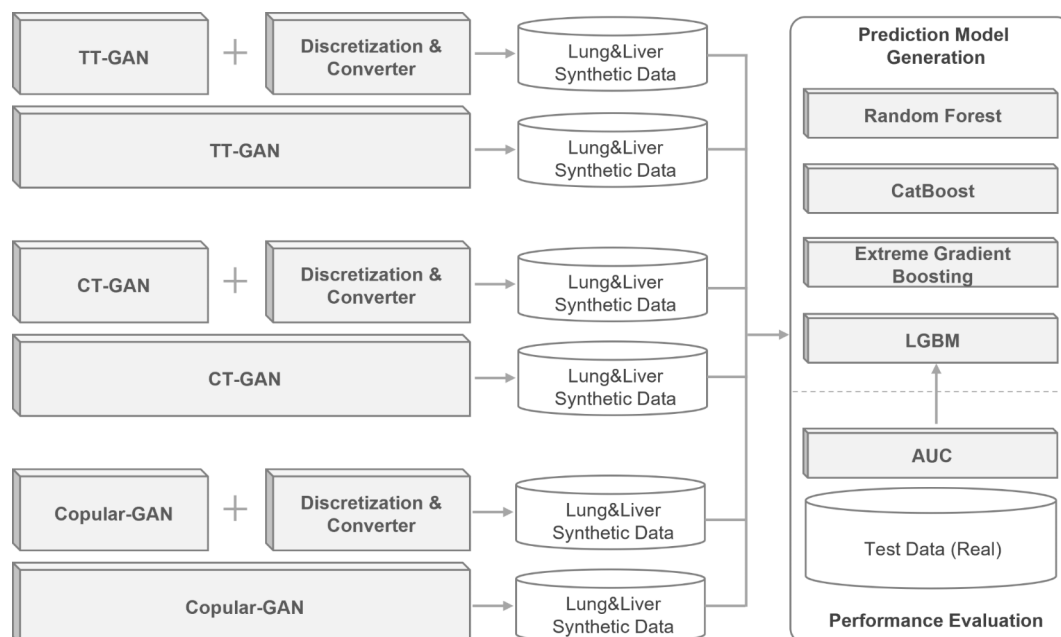 TT-GAN
Discretization &
Converter
Lung&Liver
Synthetic Data
TT-GAN
Lung&Liver
Synthetic Data
CT-GAN
Discretization &
Converter
Lung&Liver
Synthetic Data
CT-GAN
Lung&Liver
Synthetic Data
Copular-GAN
Discretization &
Converter
Lung&Liver
Synthetic Data
Copular-GAN
Lung&Liver
Synthetic Data
Prediction Model
Generation
Random Forest
CatBoost
Extreme Gradient
Boosting
LGBM
AUC
Test Data (Real)
Performance Evaluation